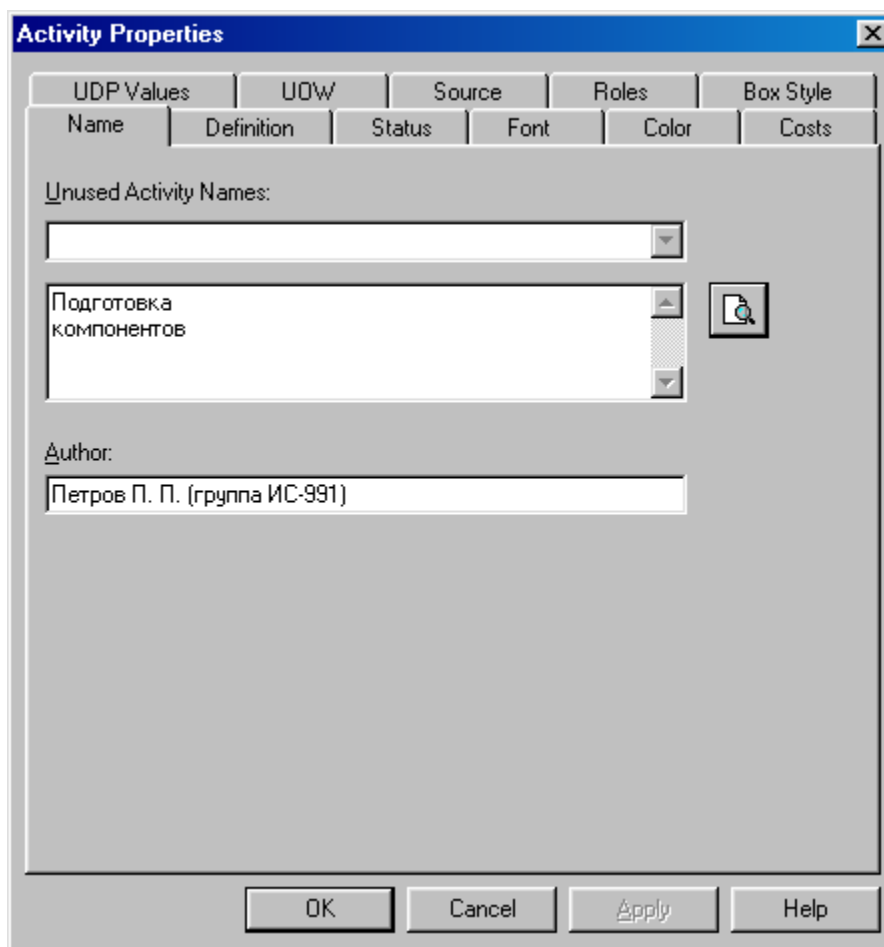 Activity Properties
UDP Values UOW Source Roles Box Style
Name Definition Status Font Color Costs
Unused Activity Names:
Подготовка
компонентов
Author:
Петров П. П. (группа ИС-991)
OK Cancel Apply Help